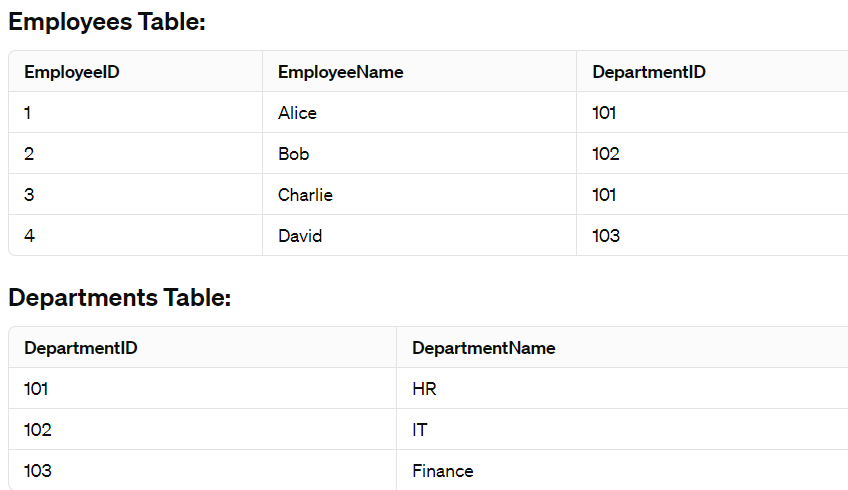 Employees Table:
EmployeeID EmployeeName DepartmentID
1 Alice 101
2 Bob 102
3 Charlie 101
4 David 103
Departments Table:
DepartmentID DepartmentName
101 HR
102 IT
103 Finance